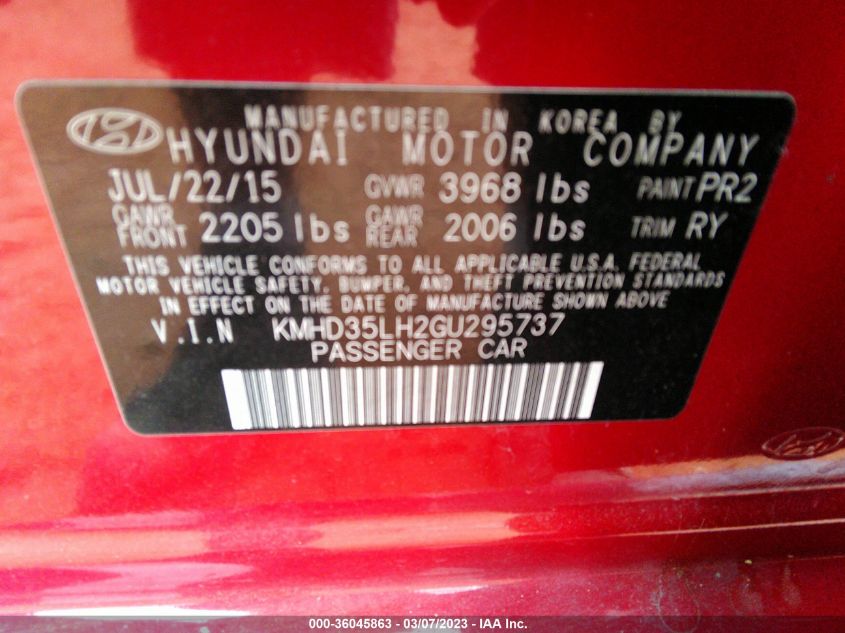 MANUFACTURED IN KOREA BY
HYUNDAI MOTOR COMPANY
JUL/22/15 GVWR 3968 lbs PAINT PR2
GAWR FRONT 2205 lbs GAWR REAR 2006 lbs TRIM RY
THIS VEHICLE CONFORMS TO ALL APPLICABLE U.S.A. FEDERAL
MOTOR VEHICLE SAFETY, BUMPER, AND THEFT PREVENTION STANDARDS
IN EFFECT ON THE DATE OF MANUFACTURE SHOWN ABOVE
V.I.N KMHD35LH2GU295737
PASSENGER CAR
000-36045863 - 03/07/2023 - IAA Inc.